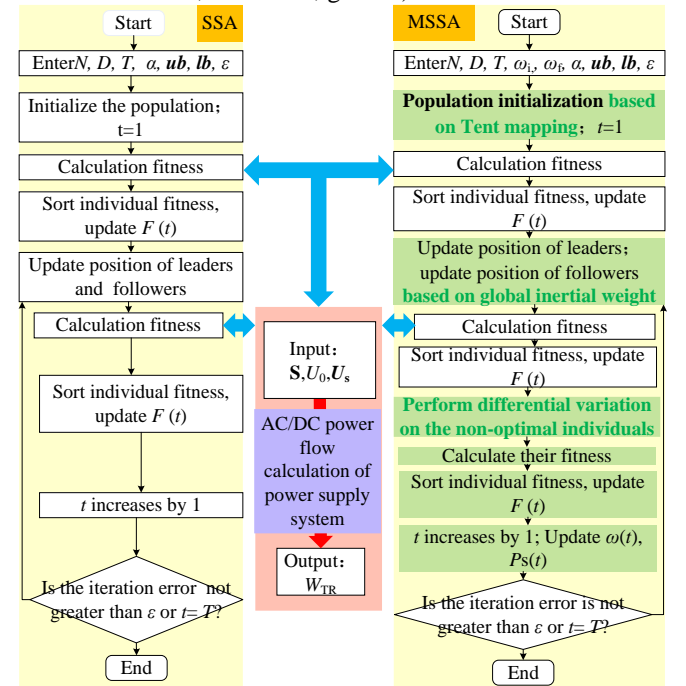 Start
SSA
EnterN, D, T, α, ub, lb, ε
Initialize the population;
t=1
Calculation fitness
Sort individual fitness,
update F (t)
Update position of leaders
and followers
Calculation fitness
Sort individual fitness,
update F (t)
t increases by 1
Is the iteration error not
greater than ε or t= T?
End
Input:
S,U₀,Uₛ
AC/DC power
flow
calculation of
power supply
system
Output:
W_TR
MSSA
Start
EnterN, D, T, ωᵢ,, ω_f, α, ub, lb, ε
Population initialization based
on Tent mapping; t=1
Calculation fitness
Sort individual fitness, update
F (t)
Update position of leaders;
update position of followers
based on global inertial weight
Calculation fitness
Sort individual fitness, update
F (t)
Perform differential variation
on the non-optimal individuals
Calculate their fitness
Sort individual fitness, update
F (t)
t increases by 1; Update ω(t),
Ps(t)
Is the iteration error is not
greater than ε or t= T?
End